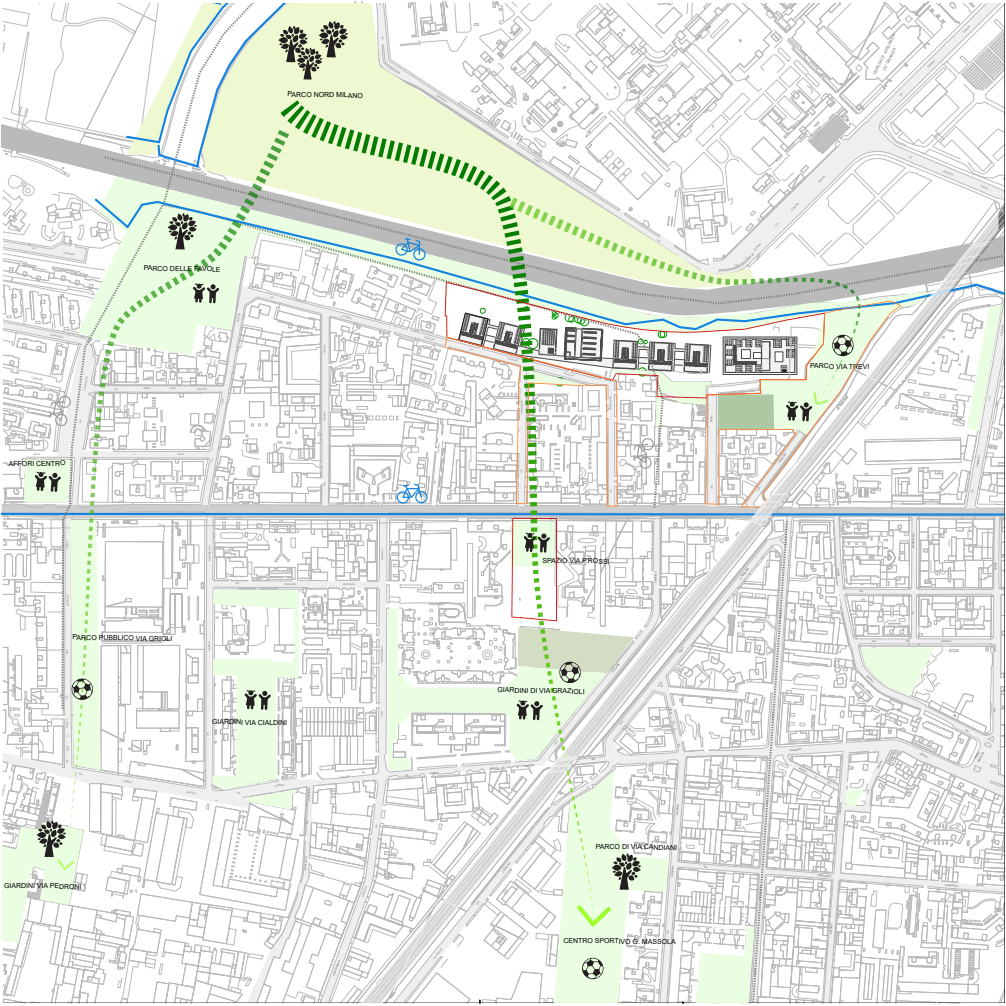 PARCO NORD MILANO
PARCO DELLE FAVOLE
PARCO VIA TREVI
AFFORI CENTRO
SPAZIO VIA P.ROSSI
PARCO PUBBLICO VIA GRIOLI
GIARDINI DI VIA GRAZIOLI
GIARDINI VIA CIALDINI
PARCO DI VIA CANDIANI
GIARDINI VIA PEDRONI
CENTRO SPORTIVO G. MASSOLA